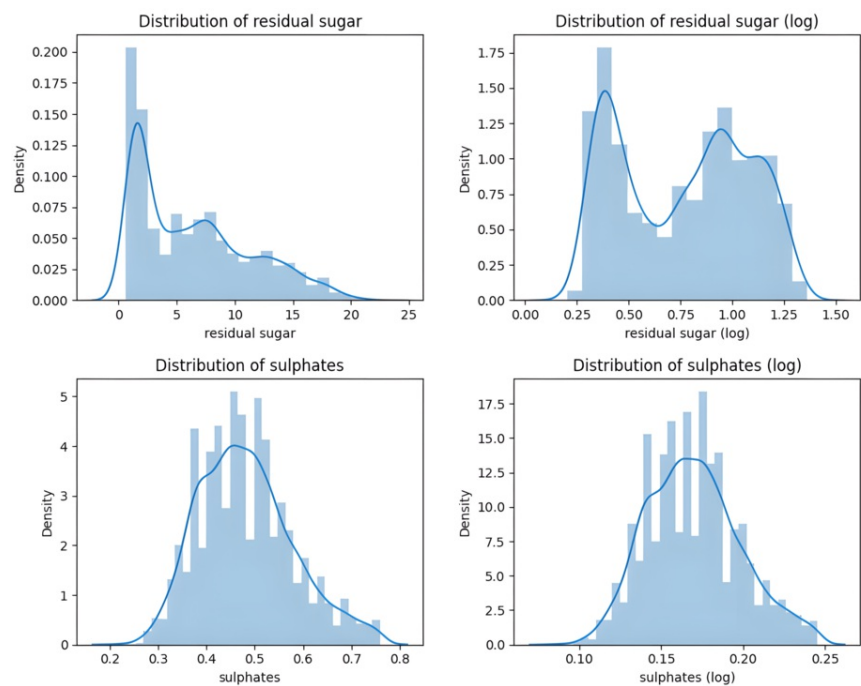 Distribution of residual sugar
Density
0.200
0.175
0.150
0.125
0.100
0.075
0.050
0.025
0.000
0 5 10 15 20 25
residual sugar
Distribution of residual sugar (log)
Density
1.75
1.50
1.25
1.00
0.75
0.50
0.25
0.00
0.00 0.25 0.50 0.75 1.00 1.25 1.50
residual sugar (log)
Distribution of sulphates
Density
5
4
3
2
1
0
0.2 0.3 0.4 0.5 0.6 0.7 0.8
sulphates
Distribution of sulphates (log)
Density
17.5
15.0
12.5
10.0
7.5
5.0
2.5
0.0
0.10 0.15 0.20 0.25
sulphates (log)